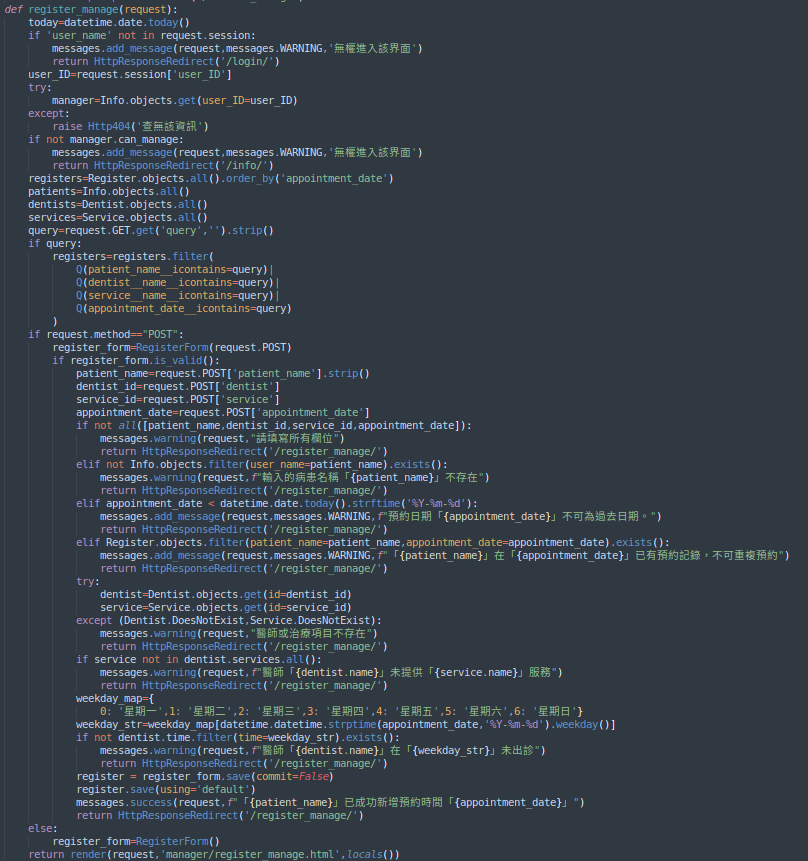 def register_manage(request):
    today=datetime.date.today()
    if 'user_name' not in request.session:
        messages.add_message(request,messages.WARNING,'無權進入該界面')
        return HttpResponseRedirect('/login/')
    user_ID=request.session['user_ID']
    try:
        manager=Info.objects.get(user_ID=user_ID)
    except:
        raise Http404('查無該資訊')
    if not manager.can_manage:
        messages.add_message(request,messages.WARNING,'無權進入該界面')
        return HttpResponseRedirect('/info/')
    registers=Register.objects.all().order_by('appointment_date')
    patients=Info.objects.all()
    dentists=Dentist.objects.all()
    services=Service.objects.all()
    query=request.GET.get('query','').strip()
    if query:
        registers=registers.filter(
            Q(patient_name__icontains=query)|
            Q(dentist__name__icontains=query)|
            Q(service__name__icontains=query)|
            Q(appointment_date__icontains=query)
        )
    if request.method=="POST":
        register_form=RegisterForm(request.POST)
        if register_form.is_valid():
            patient_name=request.POST['patient_name'].strip()
            dentist_id=request.POST['dentist']
            service_id=request.POST['service']
            appointment_date=request.POST['appointment_date']
            if not all([patient_name,dentist_id,service_id,appointment_date]):
                messages.warning(request,"請填寫所有欄位")
                return HttpResponseRedirect('/register_manage/')
            elif not Info.objects.filter(user_name=patient_name).exists():
                messages.warning(request,f"輸入的病患名稱「{patient_name}」不存在")
                return HttpResponseRedirect('/register_manage/')
            elif appointment_date < datetime.date.today().strftime('%Y-%m-%d'):
                messages.add_message(request,messages.WARNING,f"預約日期「{appointment_date}」不可為過去日期。")
                return HttpResponseRedirect('/register_manage/')
            elif Register.objects.filter(patient_name=patient_name,appointment_date=appointment_date).exists():
                messages.add_message(request,messages.WARNING,f"「{patient_name}」在「{appointment_date}」已有預約記錄，不可重複預約")
                return HttpResponseRedirect('/register_manage/')
            try:
                dentist=Dentist.objects.get(id=dentist_id)
                service=Service.objects.get(id=service_id)
            except (Dentist.DoesNotExist,Service.DoesNotExist):
                messages.warning(request,"醫師或治療項目不存在")
                return HttpResponseRedirect('/register_manage/')
            if service not in dentist.services.all():
                messages.warning(request,f"醫師「{dentist.name}」未提供「{service.name}」服務")
                return HttpResponseRedirect('/register_manage/')
            weekday_map={
                0: '星期一',1: '星期二',2: '星期三',3: '星期四',4: '星期五',5: '星期六',6: '星期日'}
            weekday_str=weekday_map[datetime.datetime.strptime(appointment_date,'%Y-%m-%d').weekday()]
            if not dentist.time.filter(time=weekday_str).exists():
                messages.warning(request,f"醫師「{dentist.name}」在「{weekday_str}」未出診")
                return HttpResponseRedirect('/register_manage/')
            register = register_form.save(commit=False)
            register.save(using='default')
            messages.success(request,f"「{patient_name}」已成功新增預約時間「{appointment_date}」")
            return HttpResponseRedirect('/register_manage/')
    else:
        register_form=RegisterForm()
    return render(request,'manager/register_manage.html',locals())